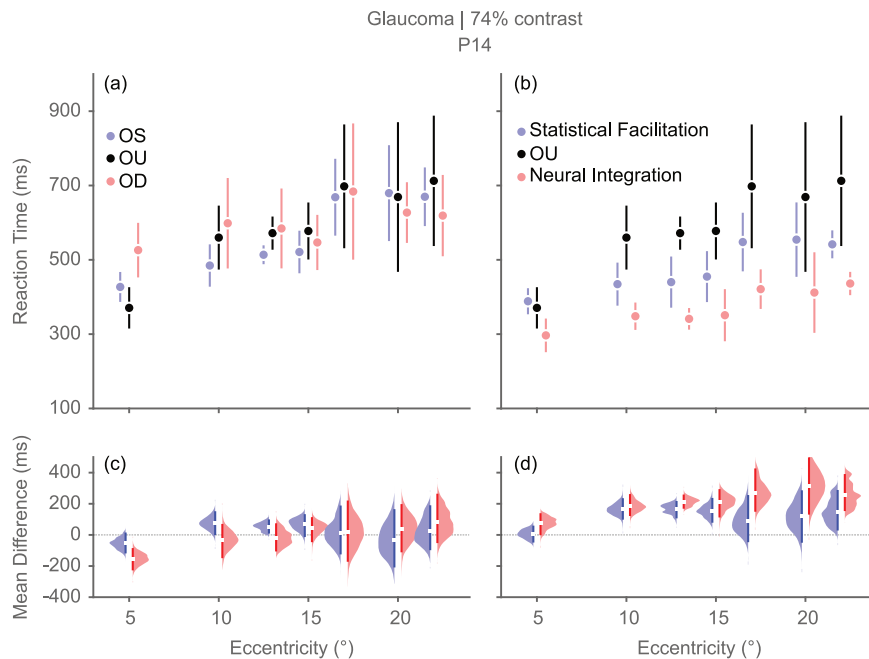 Glaucoma | 74% contrast
P14
(a)
(b)
900
700
500
300
100
Reaction Time (ms)
OS
OU
OD
Statistical Facilitation
OU
Neural Integration
(c)
(d)
400
200
0
-200
-400
Mean Difference (ms)
5
10
15
20
5
10
15
20
Eccentricity (°)
Eccentricity (°)